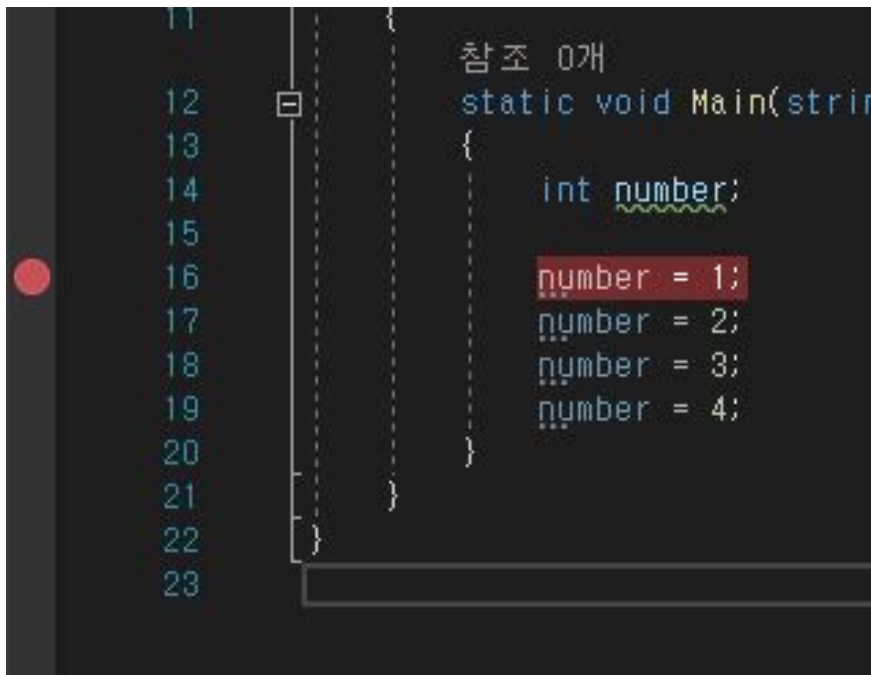 11 {
참조 0개
12 static void Main(strin
13 {
14 int number;
15
16 number = 1;
17 number = 2;
18 number = 3;
19 number = 4;
20 }
21 }
22 }
23